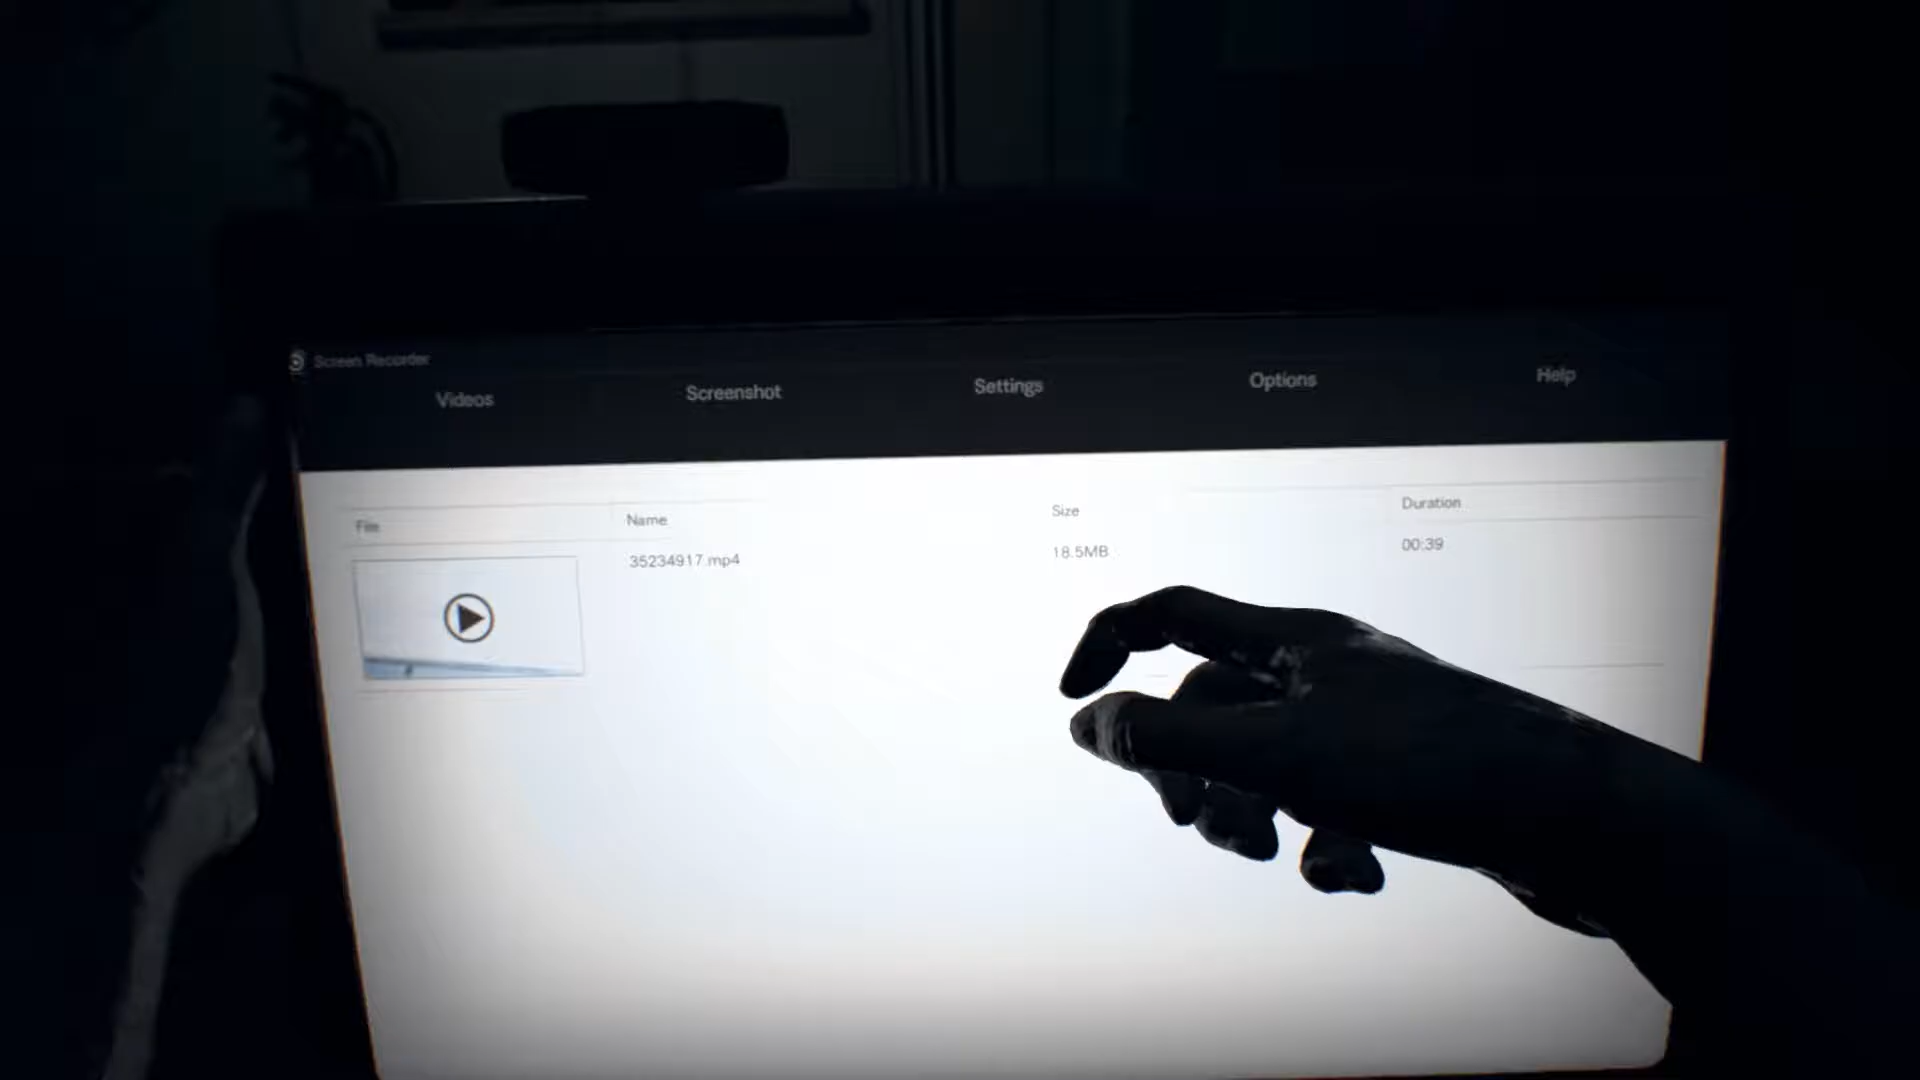 Screen Recorder
Videos Screenshot Settings Options Help
File Name Size Duration
35234917.mp4 18.5MB 00:39